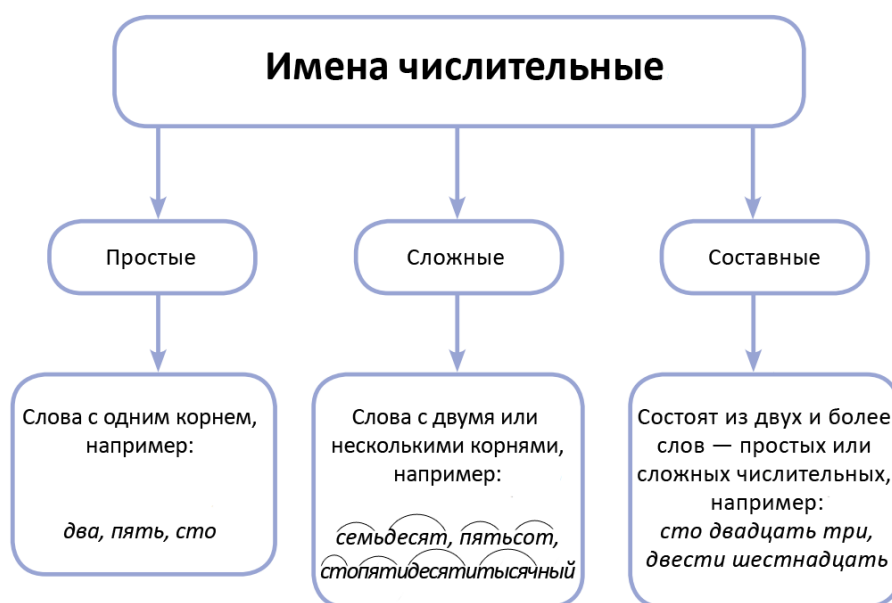 Имена числительные
Простые
Сложные
Составные
Слова с одним корнем,
например:
два, пять, сто
Слова с двумя или
несколькими корнями,
например:
семьдесят, пятьсот,
стопятидесятитысячный
Состоят из двух и более
слов — простых или
сложных числительных,
например:
сто двадцать три,
двести шестнадцать